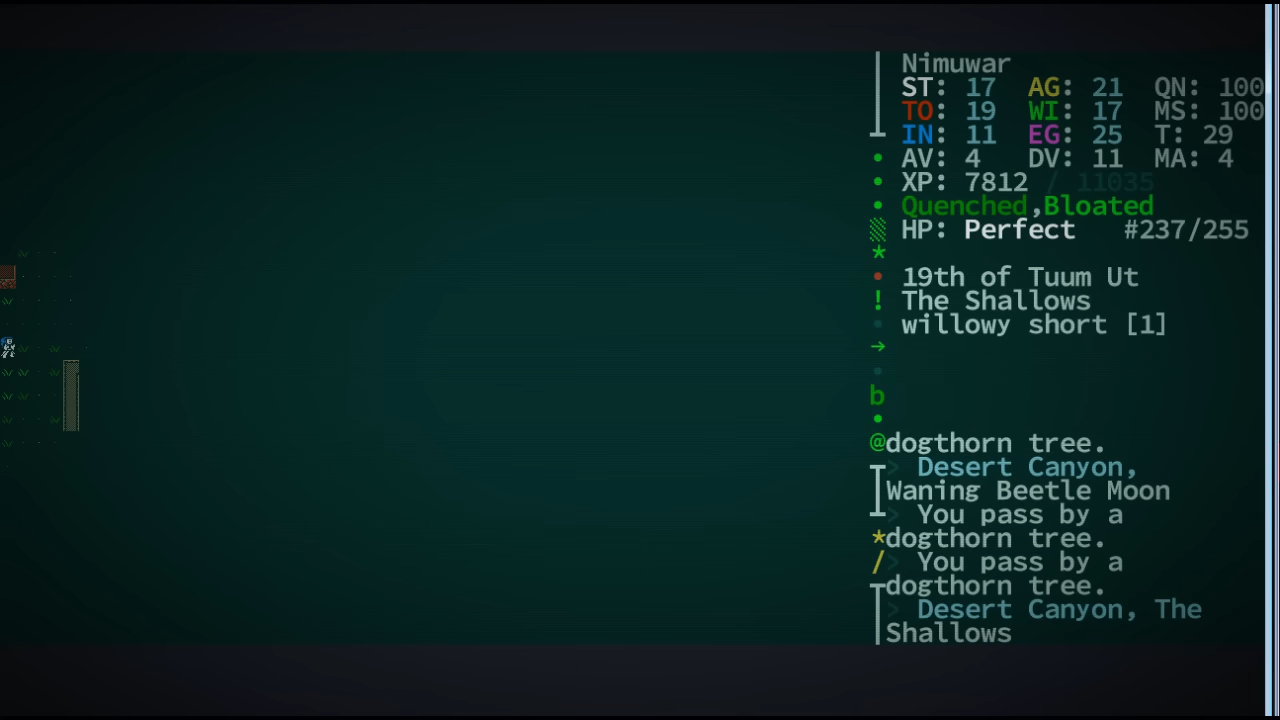 Nimuwar
ST: 17 AG: 21 QN: 100
TO: 19 WI: 17 MS: 100
IN: 11 EG: 25 T: 29
AV: 4 DV: 11 MA: 4
XP: 7812 / 11035
Quenched,Bloated
HP: Perfect #237/255
*
19th of Tuum Ut
! The Shallows
willowy short [1]
→
b
@dogthorn tree.
> Desert Canyon,
Waning Beetle Moon
> You pass by a
*dogthorn tree.
/> You pass by a
dogthorn tree.
> Desert Canyon, The
Shallows